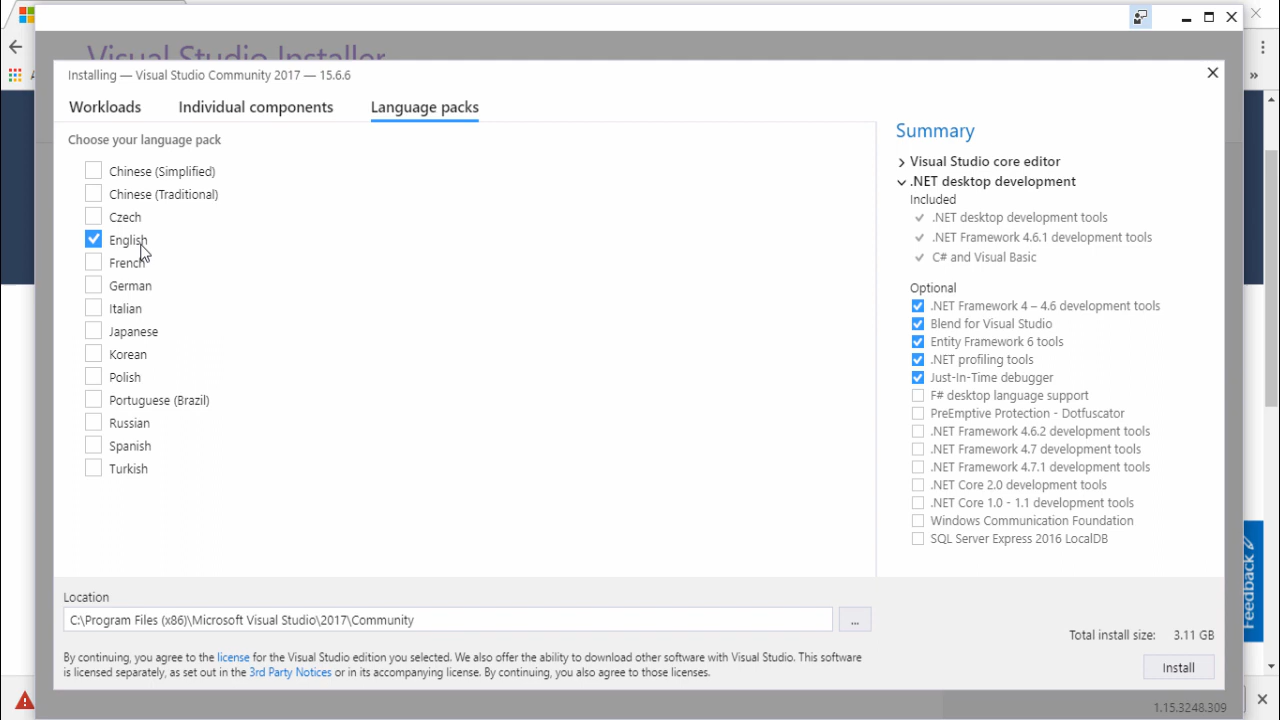 Visual Studio Installer
Installing — Visual Studio Community 2017 — 15.6.6
Workloads
Individual components
Language packs
Choose your language pack
Chinese (Simplified)
Chinese (Traditional)
Czech
English
French
German
Italian
Japanese
Korean
Polish
Portuguese (Brazil)
Russian
Spanish
Turkish
Summary
Visual Studio core editor
.NET desktop development
Included
.NET desktop development tools
.NET Framework 4.6.1 development tools
C# and Visual Basic
Optional
.NET Framework 4 – 4.6 development tools
Blend for Visual Studio
Entity Framework 6 tools
.NET profiling tools
Just-In-Time debugger
F# desktop language support
PreEmptive Protection - Dotfuscator
.NET Framework 4.6.2 development tools
.NET Framework 4.7 development tools
.NET Framework 4.7.1 development tools
.NET Core 2.0 development tools
.NET Core 1.0 - 1.1 development tools
Windows Communication Foundation
SQL Server Express 2016 LocalDB
Feedback
Location
C:\Program Files (x86)\Microsoft Visual Studio\2017\Community
...
Total install size: 3.11 GB
By continuing, you agree to the license for the Visual Studio edition you selected. We also offer the ability to download other software with Visual Studio. This software
is licensed separately, as set out in the 3rd Party Notices or in its accompanying license. By continuing, you also agree to those licenses.
Install
1.15.3248.309